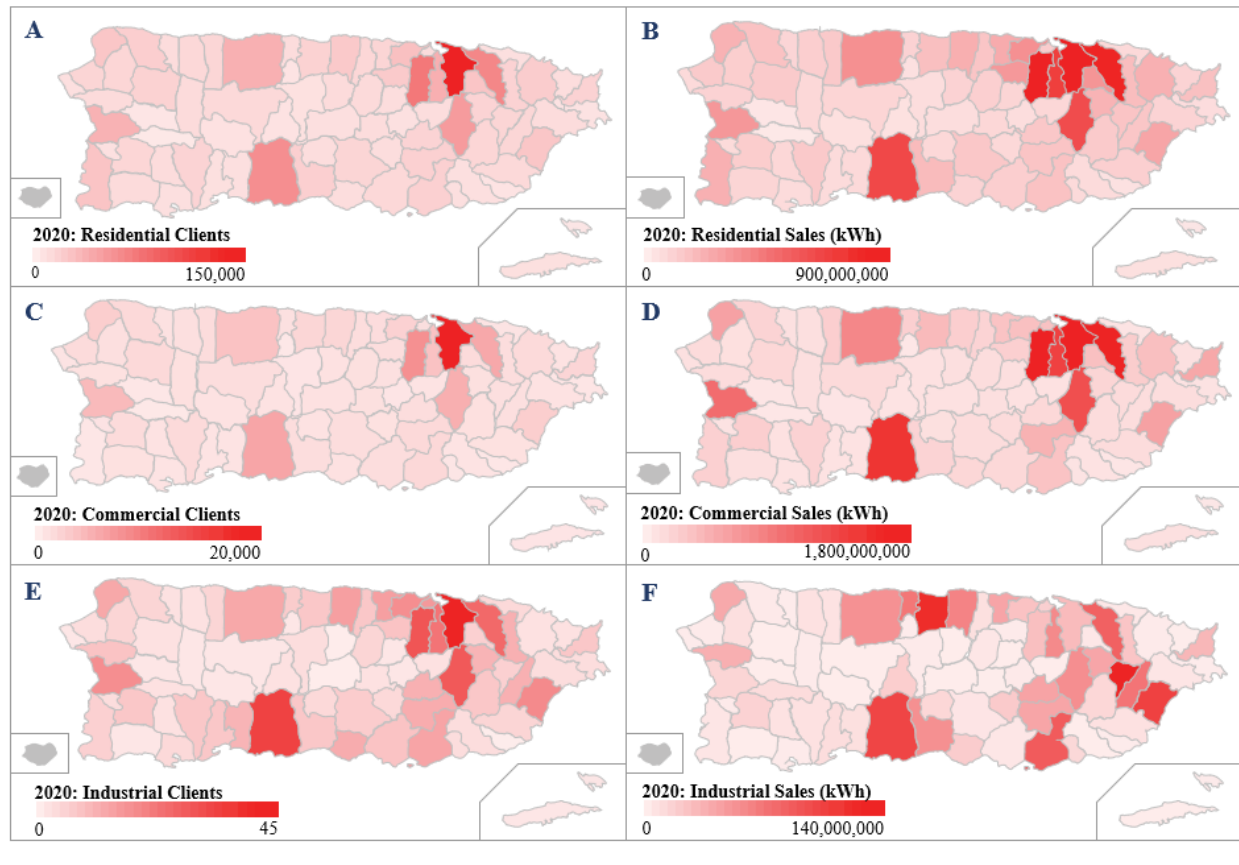 A
2020: Residential Clients
0 150,000
B
2020: Residential Sales (kWh)
0 900,000,000
C
2020: Commercial Clients
0 20,000
D
2020: Commercial Sales (kWh)
0 1,800,000,000
E
2020: Industrial Clients
0 45
F
2020: Industrial Sales (kWh)
0 140,000,000